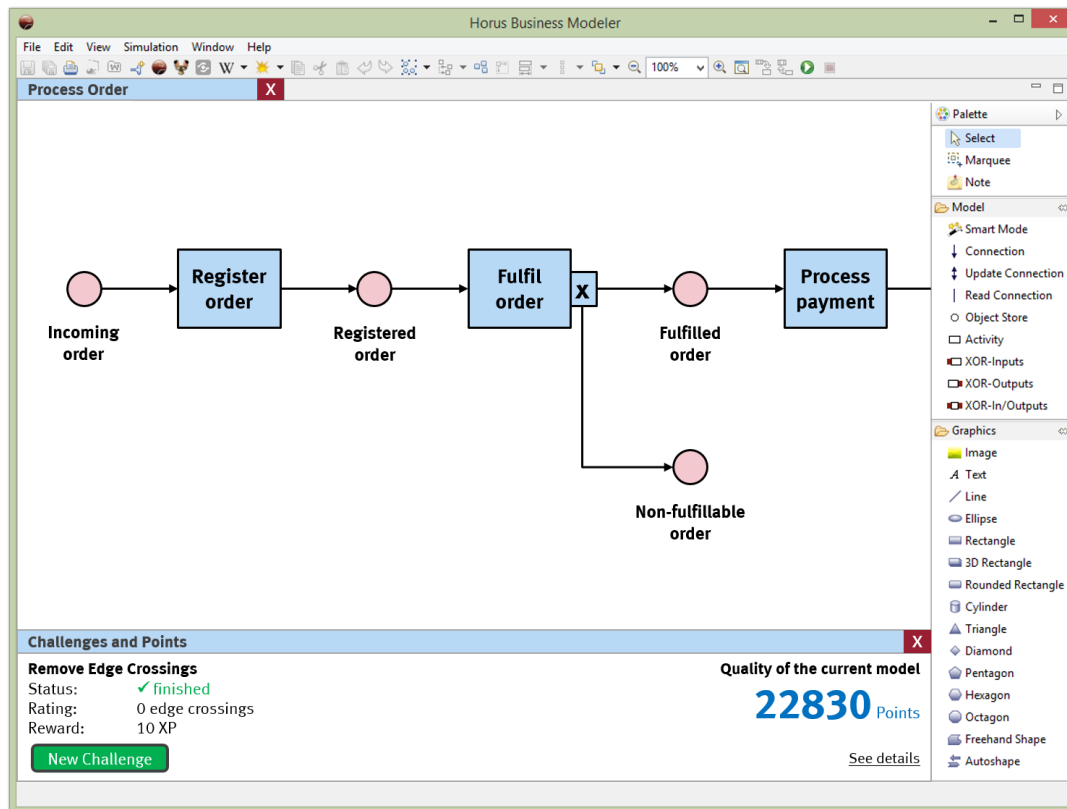 Horus Business Modeler
File Edit View Simulation Window Help
W 100%
Process Order X
Palette
Select
Marquee
Note
Model
Smart Mode
Connection
Update Connection
Read Connection
Object Store
Activity
XOR-Inputs
XOR-Outputs
XOR-In/Outputs
Graphics
Image
A Text
Line
Ellipse
Rectangle
3D Rectangle
Rounded Rectangle
Cylinder
Triangle
Diamond
Pentagon
Hexagon
Octagon
Freehand Shape
Autoshape
Incoming
order
Register
order
Registered
order
Fulfil
order
X
Fulfilled
order
Process
payment
Non-fulfillable
order
Challenges and Points X
Remove Edge Crossings
Status: ✓ finished
Rating: 0 edge crossings
Reward: 10 XP
New Challenge
Quality of the current model
22830 Points
See details